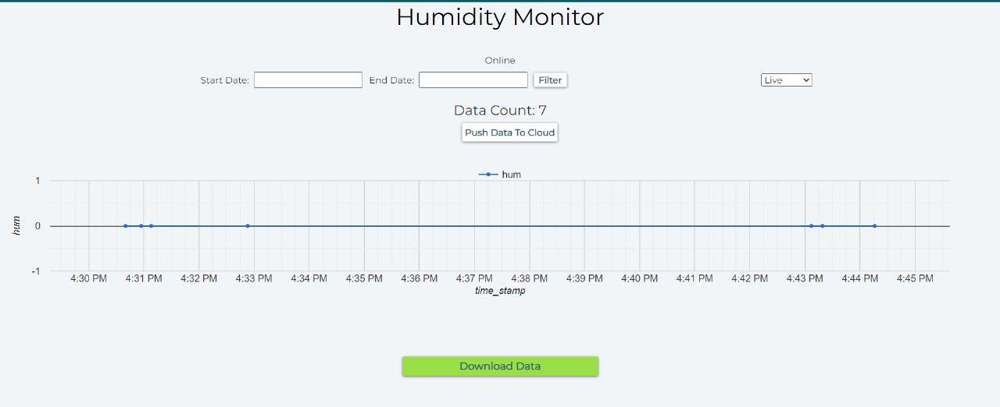 Humidity Monitor
Online
Start Date: End Date: Filter Live
Data Count: 7
Push Data To Cloud
hum
1
0
-1
hum
4:30 PM 4:31 PM 4:32 PM 4:33 PM 4:34 PM 4:35 PM 4:36 PM 4:37 PM 4:38 PM 4:39 PM 4:40 PM 4:41 PM 4:42 PM 4:43 PM 4:44 PM 4:45 PM
time_stamp
Download Data